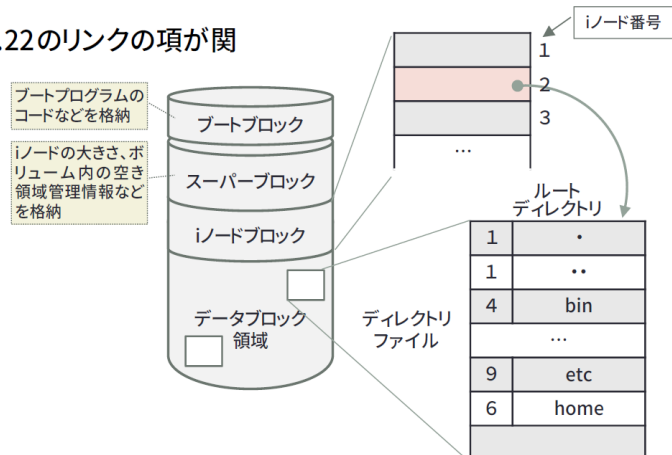 .22のリンクの項が関
iノード番号
ブートプログラムの
コードなどを格納
iノードの大きさ、ボ
リューム内の空き
領域管理情報など
を格納
ブートブロック
スーパーブロック
iノードブロック
データブロック
領域
1
2
3
…
ルート
ディレクトリ
ディレクトリ
ファイル
1 ・
1 ・・
4 bin
…
9 etc
6 home